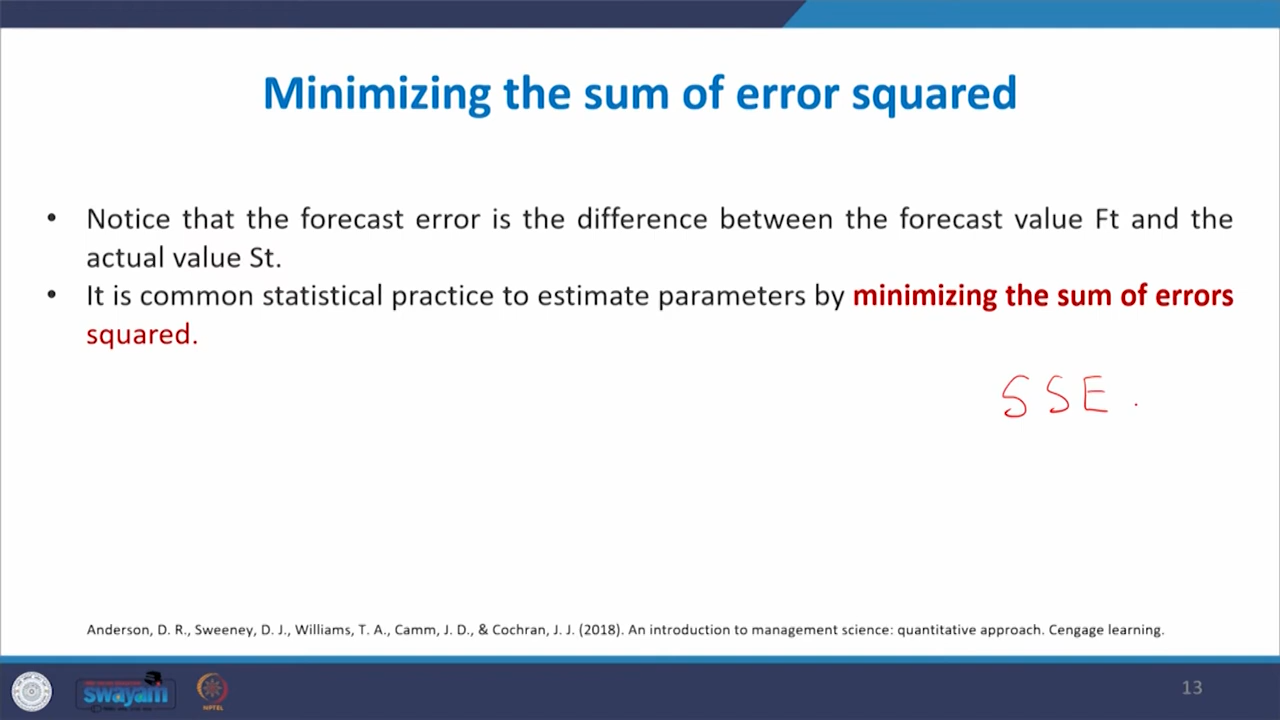 Minimizing the sum of error squared
• Notice that the forecast error is the difference between the forecast value Ft and the
actual value St.
• It is common statistical practice to estimate parameters by minimizing the sum of errors
squared.
SSE.
Anderson, D. R., Sweeney, D. J., Williams, T. A., Camm, J. D., & Cochran, J. J. (2018). An introduction to management science: quantitative approach. Cengage learning.
swayam
NPTEL
13